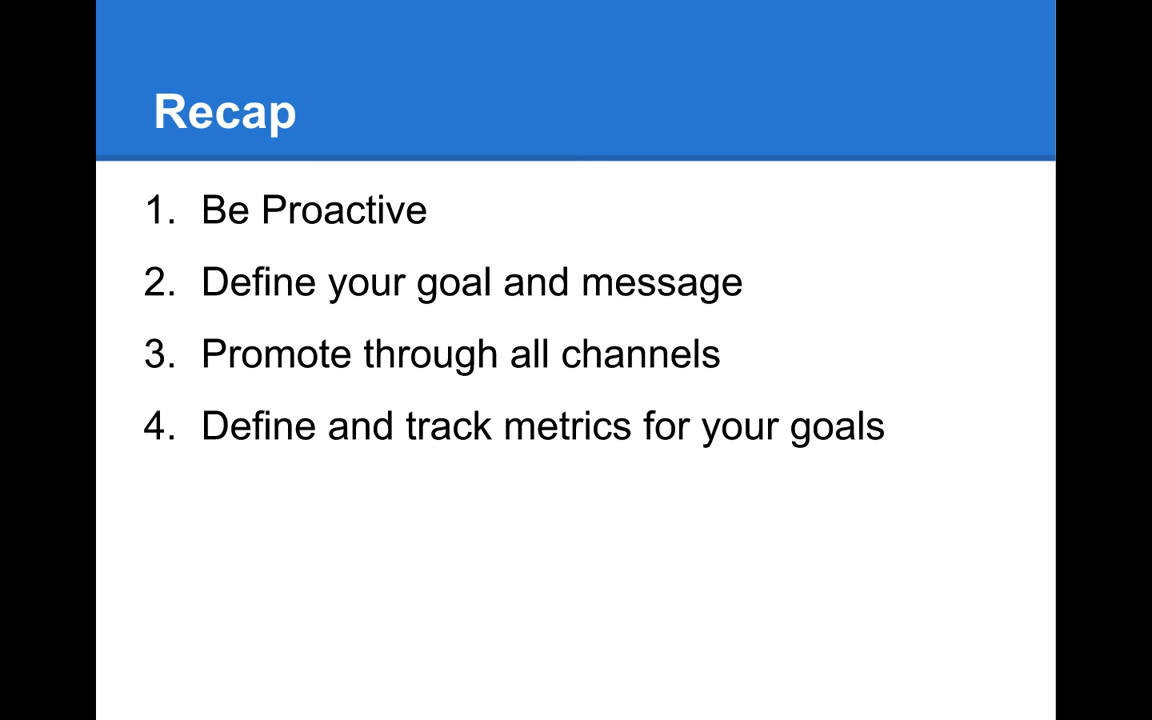 Recap
1. Be Proactive
2. Define your goal and message
3. Promote through all channels
4. Define and track metrics for your goals